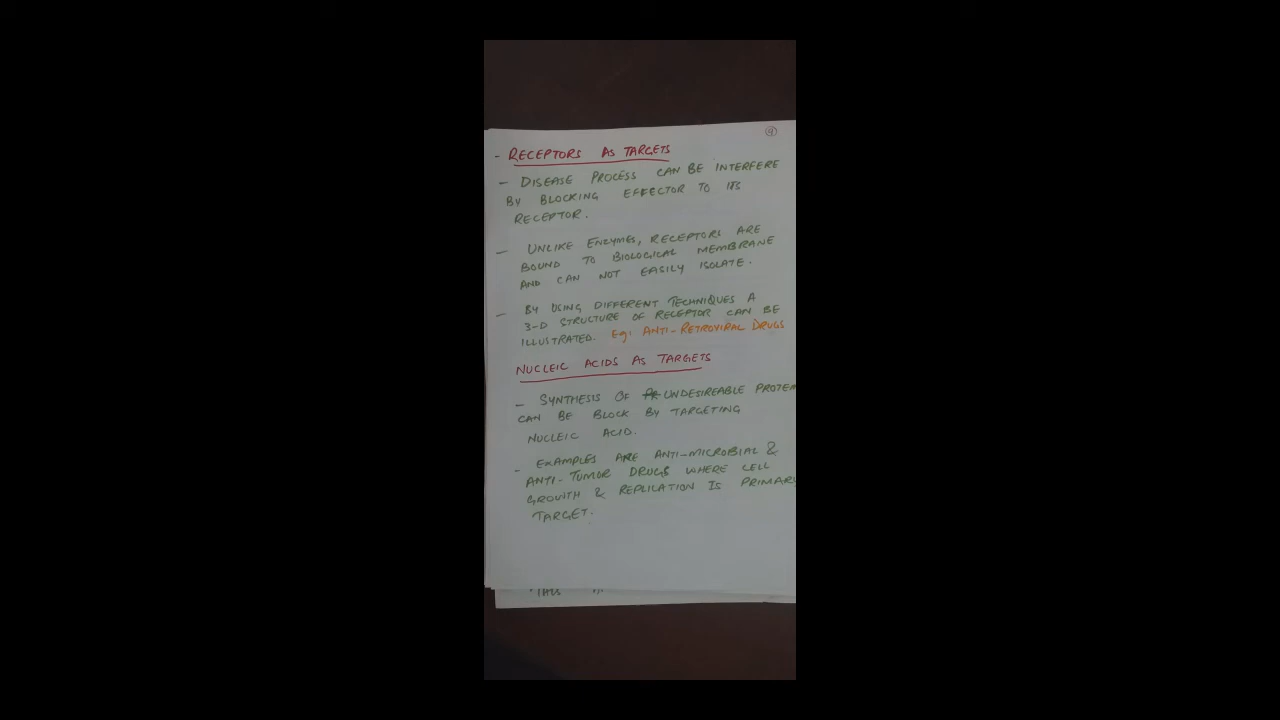 4
- RECEPTORS AS TARGETS
- DISEASE PROCESS CAN BE INTERFERE
BY BLOCKING EFFECTOR TO ITS
RECEPTOR.
- UNLIKE ENZYMES, RECEPTORS ARE
BOUND TO BIOLOGICAL MEMBRANE
AND CAN NOT EASILY ISOLATE.
- BY USING DIFFERENT TECHNIQUES A
3-D STRUCTURE OF RECEPTOR CAN BE
ILLUSTRATED. Eg: ANTI-RETROVIRAL DRUGS
NUCLEIC ACIDS AS TARGETS
- SYNTHESIS OF UNDESIREABLE PROTEIN
CAN BE BLOCK BY TARGETING
NUCLEIC ACID.
- EXAMPLES ARE ANTI-MICROBIAL &
ANTI-TUMOR DRUGS WHERE CELL
GROWTH & REPLICATION IS PRIMARY
TARGET.